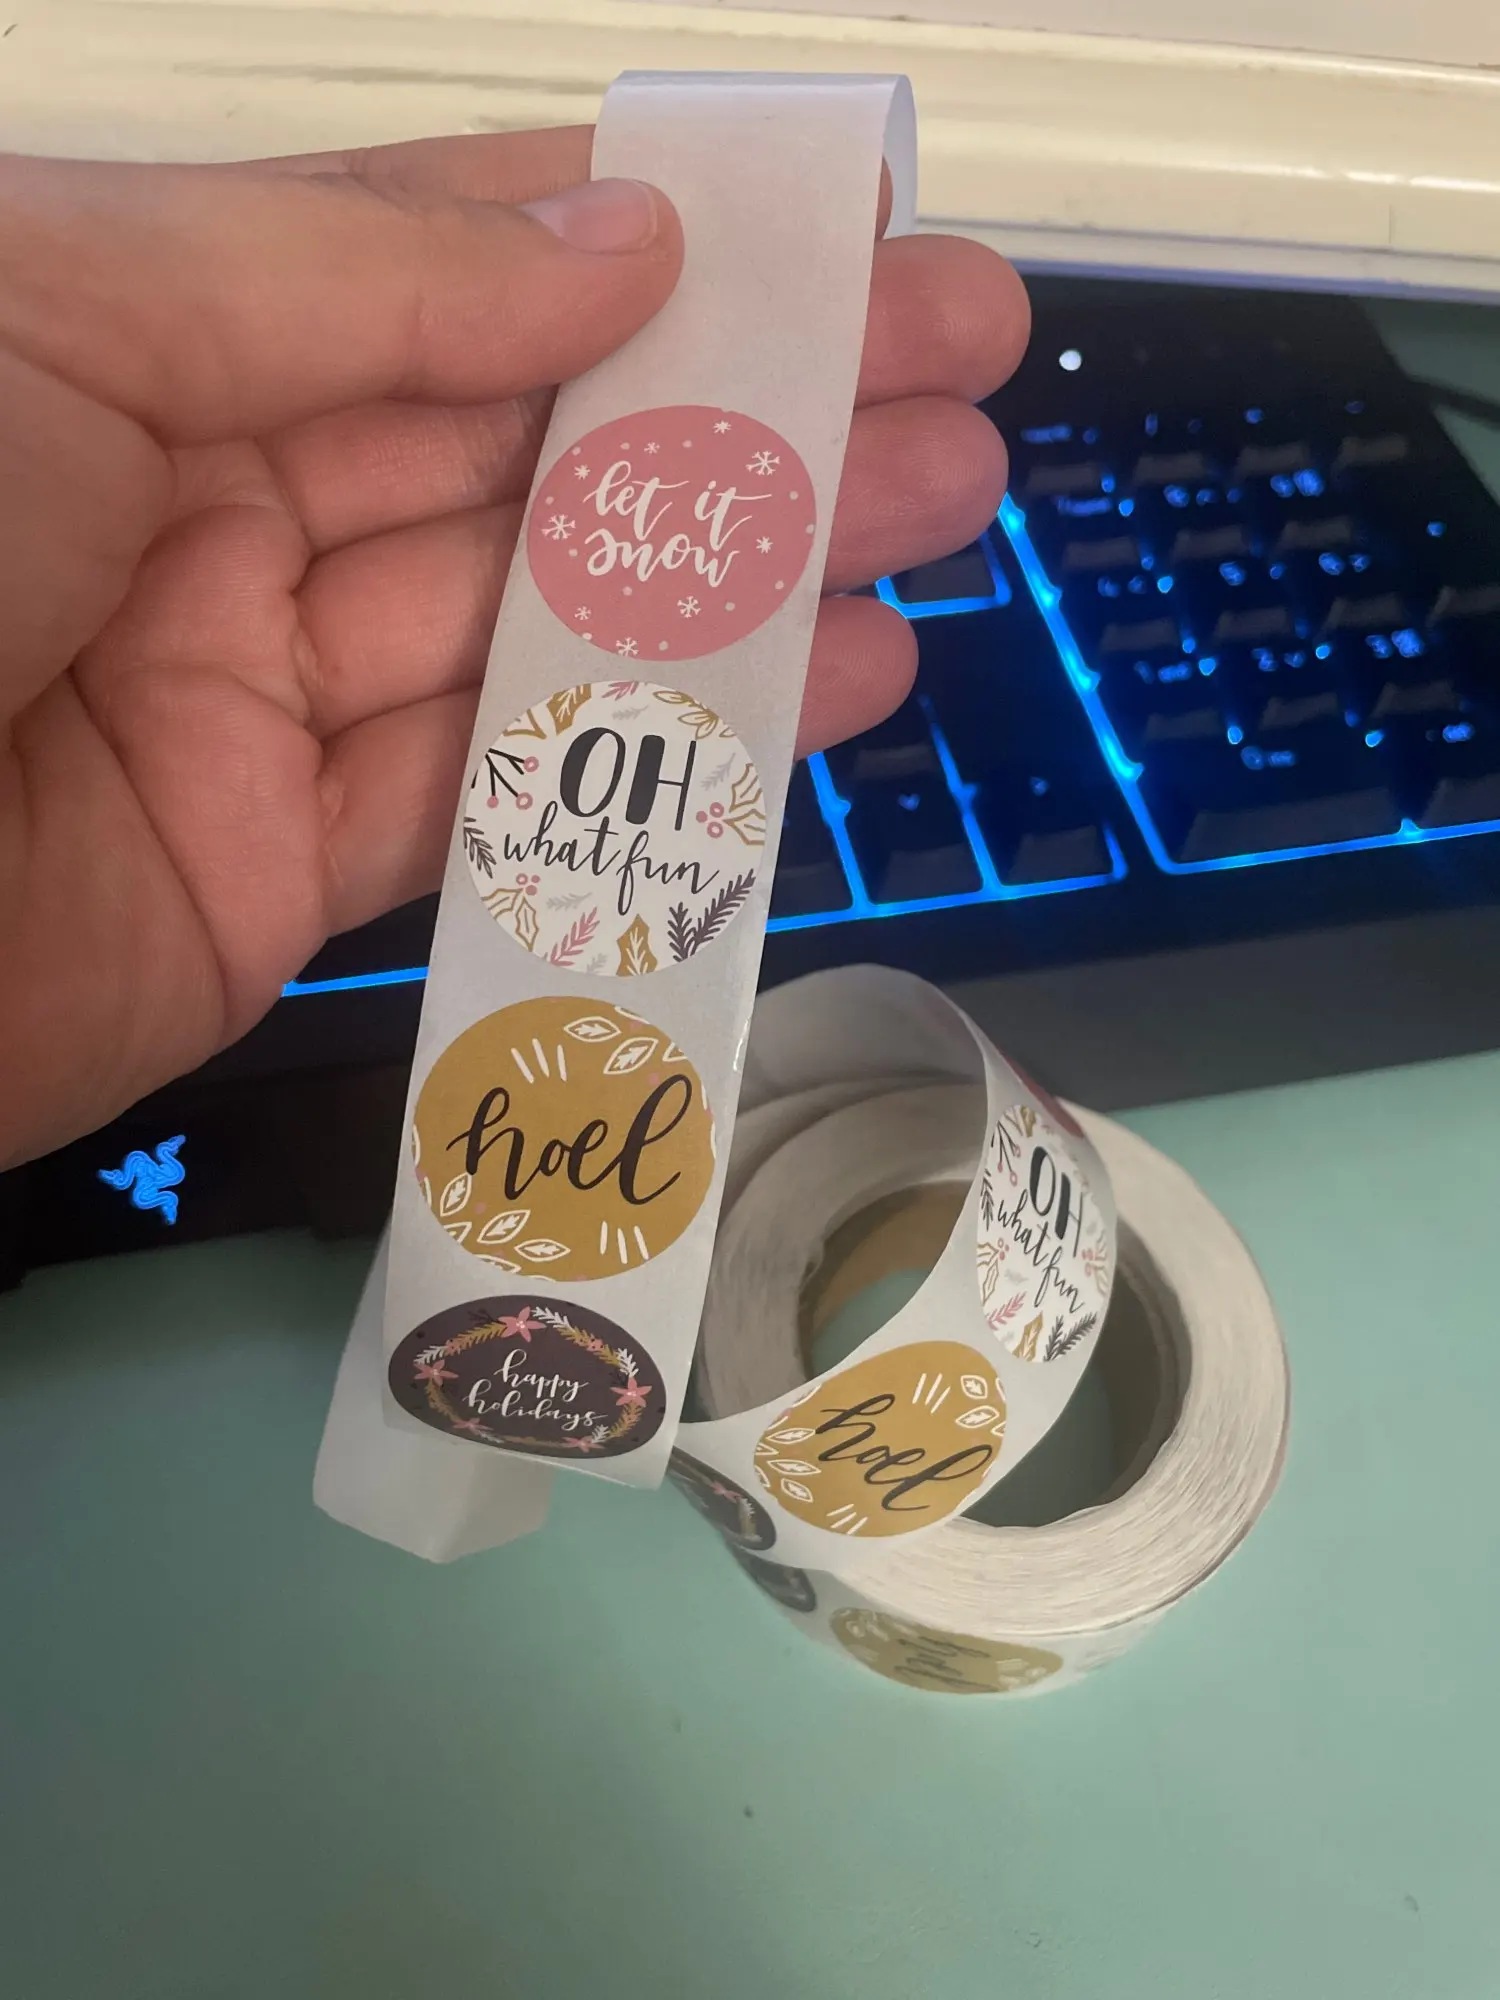 let it
snow
OH
what fun
noel
happy
holidays
OH
what fun
noel